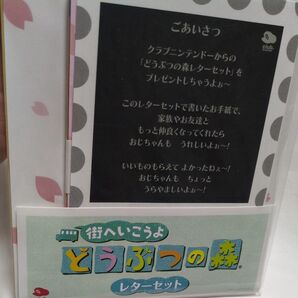 ごあいさつ
クラブニンテンドーからの
「どうぶつの森レターセット」を
プレゼントしちゃうよぉ〜
このレターセットで書いたお手紙で、
家族やお友達と
もっと仲良くなってくれたら
おじちゃんも うれしいよぉ〜!
いいものもらえて よかったねぇ〜!
おじちゃんも ちょっと
うらやましいよぉ〜!
街へいこうよ
どうぶつの森
レターセット